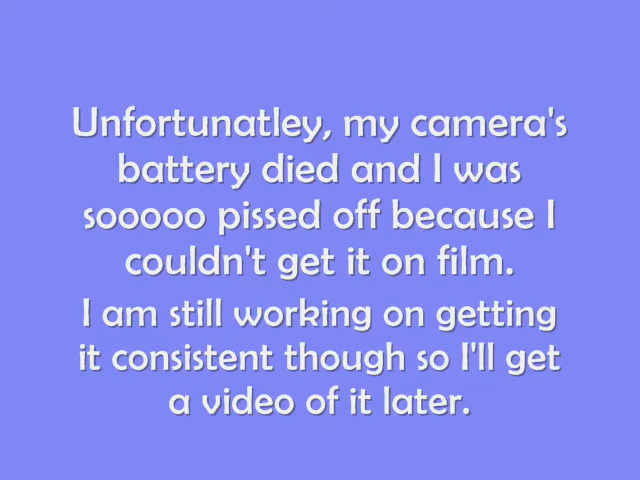 Unfortunatley, my camera's
battery died and I was
sooooo pissed off because I
couldn't get it on film.
I am still working on getting
it consistent though so I'll get
a video of it later.